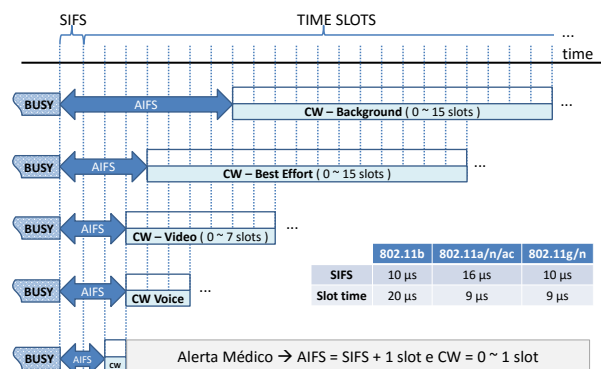 SIFS TIME SLOTS ...
time
BUSY AIFS ...
CW – Background ( 0 ~ 15 slots )
BUSY AIFS ...
CW – Best Effort ( 0 ~ 15 slots )
BUSY AIFS ...
CW – Video ( 0 ~ 7 slots )
802.11b 802.11a/n/ac 802.11g/n
SIFS 10 µs 16 µs 10 µs
Slot time 20 µs 9 µs 9 µs
BUSY AIFS ...
CW Voice
BUSY AIFS Alerta Médico → AIFS = SIFS + 1 slot e CW = 0 ~ 1 slot
CW